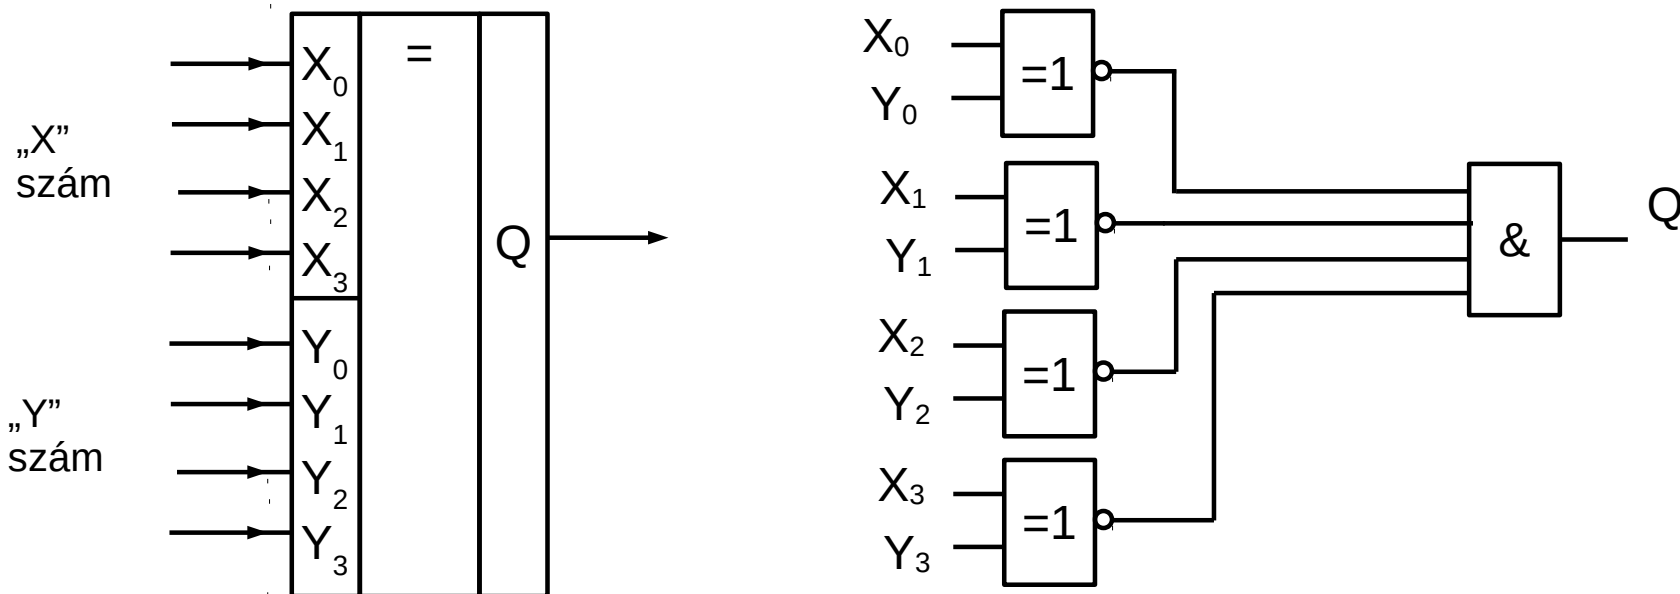 „X”
szám
X0
X1
X2
X3
„Y”
szám
Y0
Y1
Y2
Y3
=
Q
X0
Y0
=1
X1
Y1
=1
X2
Y2
=1
X3
Y3
=1
&
Q